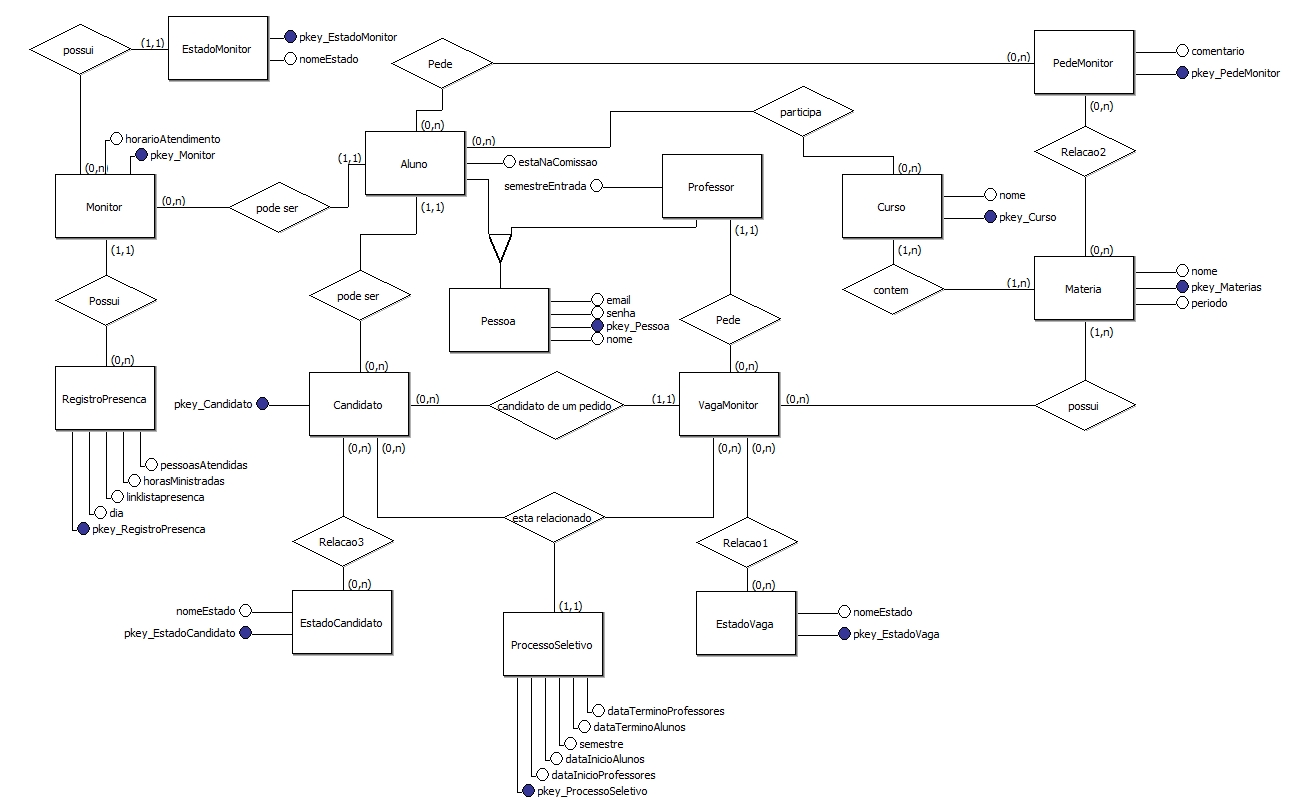 possui
(1,1)
EstadoMonitor
pkey_EstadoMonitor
nomeEstado
Pede
(0,n)
PedeMonitor
comentario
pkey_PedeMonitor
(0,n)
participa
horarioAtendimento
pkey_Monitor
(0,n)
(0,n)
(0,n)
Relacao2
Monitor
(0,n)
pode ser
(1,1)
Aluno
estaNaComissao
(1,1)
semestreEntrada
Professor
(1,1)
(0,n)
Curso
nome
pkey_Curso
(1,n)
(1,1)
Possui
(0,n)
pode ser
(0,n)
Pessoa
email
senha
pkey_Pessoa
nome
Pede
(0,n)
contem
(1,n)
(0,n)
Materia
nome
pkey_Materias
periodo
(1,n)
RegistroPresenca
pessoasAtendidas
horasMinistradas
linklistapresenca
dia
pkey_RegistroPresenca
pkey_Candidato
Candidato
(0,n)
candidato de um pedido
(1,1)
VagaMonitor
(0,n)
possui
(0,n)
(0,n)
(0,n)
(0,n)
esta relacionado
Relacao3
Relacao1
(0,n)
(0,n)
nomeEstado
pkey_EstadoCandidato
EstadoCandidato
(1,1)
ProcessoSeletivo
EstadoVaga
nomeEstado
pkey_EstadoVaga
dataTerminoProfessores
dataTerminoAlunos
semestre
dataInicioAlunos
dataInicioProfessores
pkey_ProcessoSeletivo